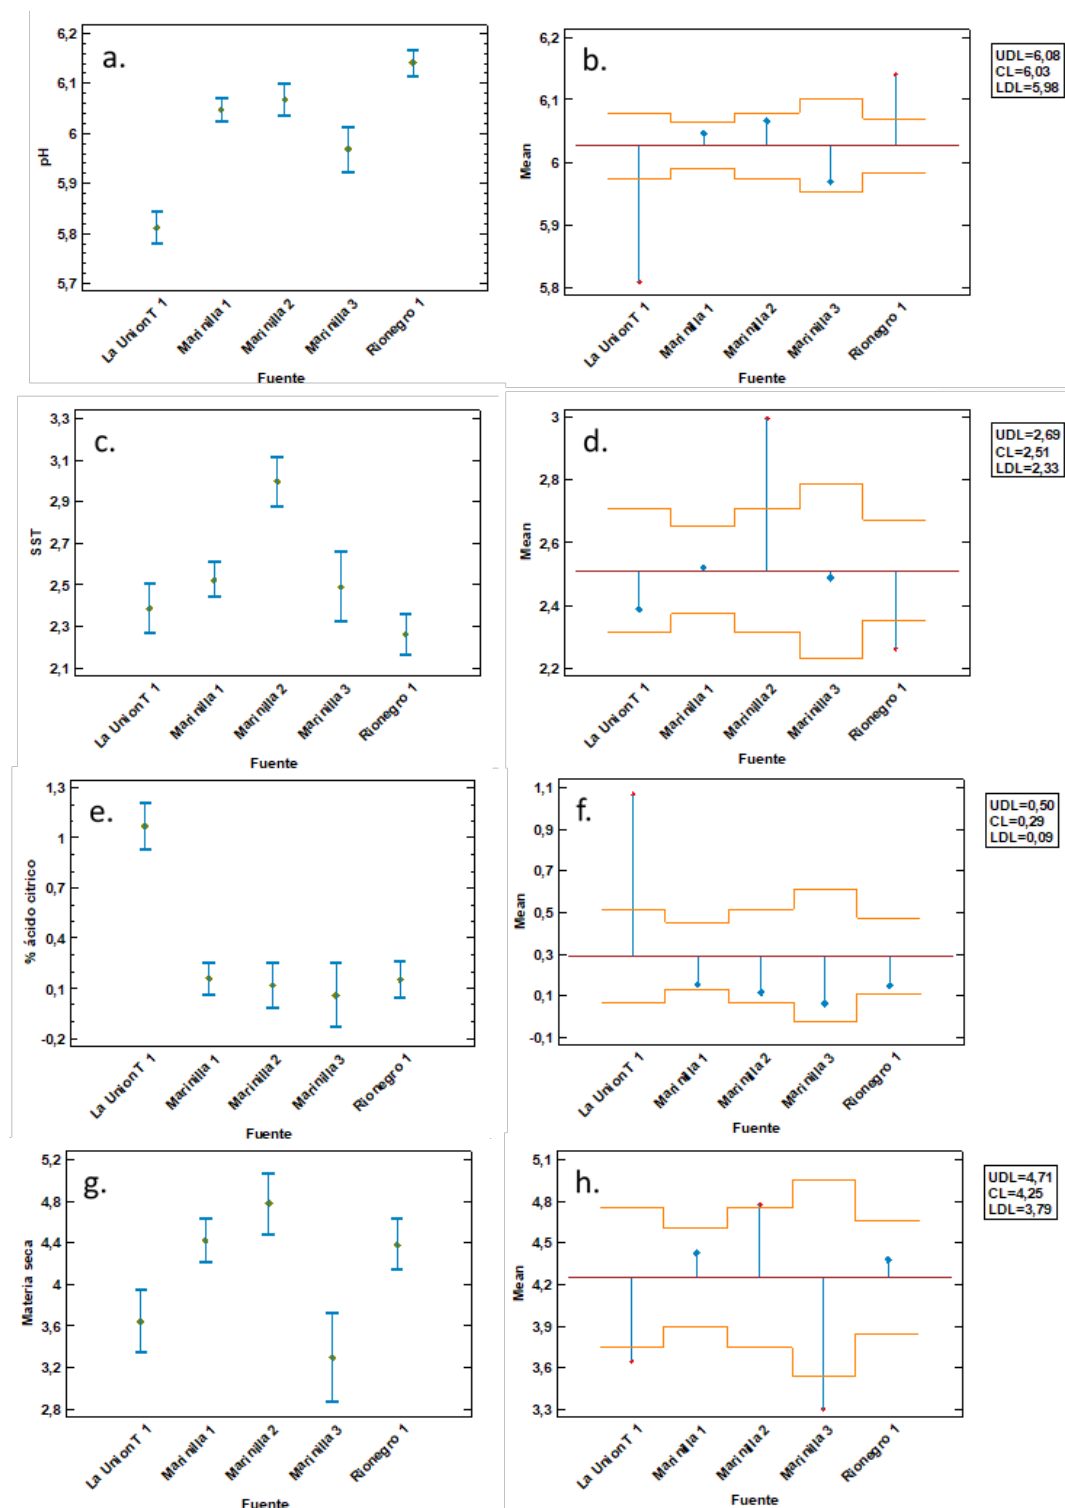 a.
6,2
6,1
6
5,9
5,8
5,7
pH
La Union T 1
Marinilla 1
Marinilla 2
Marinilla 3
Rionegro 1
Fuente
b.
6,2
6,1
6
5,9
5,8
Mean
La Union T 1
Marinilla 1
Marinilla 2
Marinilla 3
Rionegro 1
Fuente
UDL=6,08
CL=6,03
LDL=5,98
c.
3,3
3,1
2,9
2,7
2,5
2,3
2,1
SST
La Union T 1
Marinilla 1
Marinilla 2
Marinilla 3
Rionegro 1
Fuente
d.
3
2,8
2,6
2,4
2,2
Mean
La Union T 1
Marinilla 1
Marinilla 2
Marinilla 3
Rionegro 1
Fuente
UDL=2,69
CL=2,51
LDL=2,33
e.
1,3
1
0,7
0,4
0,1
-0,2
% ácido cítrico
La Union T 1
Marinilla 1
Marinilla 2
Marinilla 3
Rionegro 1
Fuente
f.
1,1
0,9
0,7
0,5
0,3
0,1
-0,1
Mean
La Union T 1
Marinilla 1
Marinilla 2
Marinilla 3
Rionegro 1
Fuente
UDL=0,50
CL=0,29
LDL=0,09
g.
5,2
4,8
4,4
4
3,6
3,2
2,8
Materia seca
La Union T 1
Marinilla 1
Marinilla 2
Marinilla 3
Rionegro 1
Fuente
h.
5,1
4,8
4,5
4,2
3,9
3,6
3,3
Mean
La Union T 1
Marinilla 1
Marinilla 2
Marinilla 3
Rionegro 1
Fuente
UDL=4,71
CL=4,25
LDL=3,79